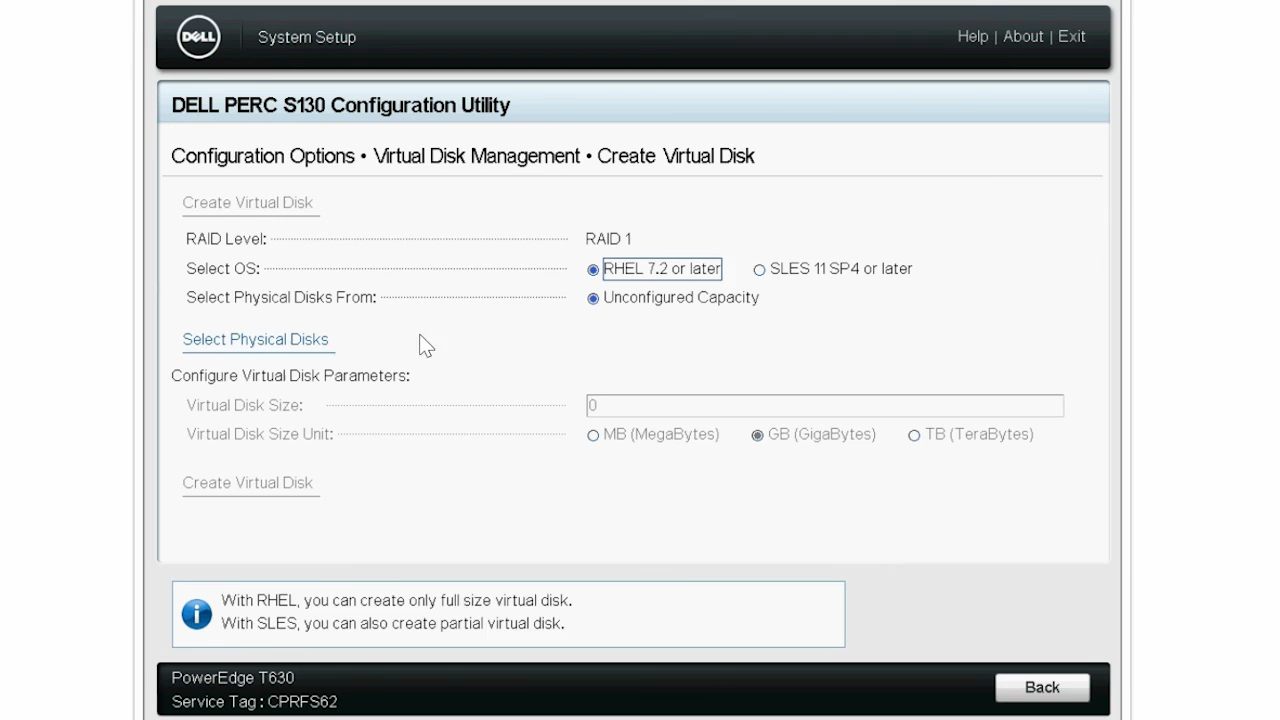 DELL System Setup Help | About | Exit
DELL PERC S130 Configuration Utility
Configuration Options • Virtual Disk Management • Create Virtual Disk
Create Virtual Disk
RAID Level: RAID 1
Select OS: RHEL 7.2 or later SLES 11 SP4 or later
Select Physical Disks From: Unconfigured Capacity
Select Physical Disks
Configure Virtual Disk Parameters:
Virtual Disk Size: 0
Virtual Disk Size Unit: MB (MegaBytes) GB (GigaBytes) TB (TeraBytes)
Create Virtual Disk
With RHEL, you can create only full size virtual disk.
With SLES, you can also create partial virtual disk.
PowerEdge T630
Service Tag : CPRFS62
Back